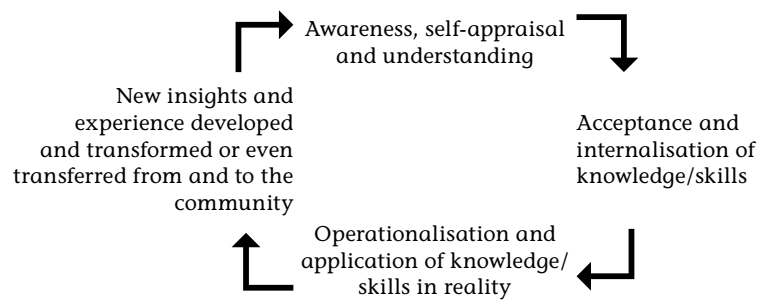 Awareness, self-appraisal
and understanding
Acceptance and
internalisation of
knowledge/skills
Operationalisation and
application of knowledge/
skills in reality
New insights and
experience developed
and transformed or even
transferred from and to the
community